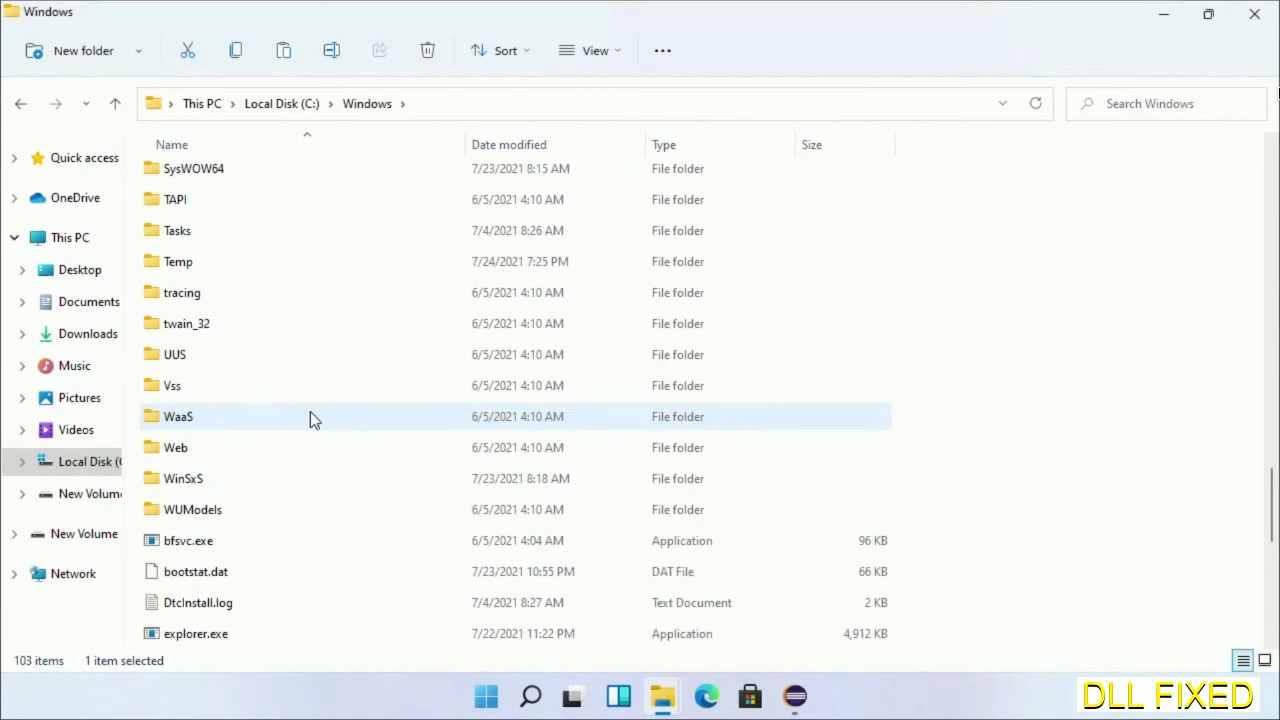 Windows
New folder
Sort
View
This PC
Local Disk (C:)
Windows
Search Windows
Name
Date modified
Type
Size
Quick access
OneDrive
This PC
Desktop
Documents
Downloads
Music
Pictures
Videos
Local Disk (
New Volum
New Volume
Network
SysWOW64 7/23/2021 8:15 AM File folder
TAPI 6/5/2021 4:10 AM File folder
Tasks 7/4/2021 8:26 AM File folder
Temp 7/24/2021 7:25 PM File folder
tracing 6/5/2021 4:10 AM File folder
twain_32 6/5/2021 4:10 AM File folder
UUS 6/5/2021 4:10 AM File folder
Vss 6/5/2021 4:10 AM File folder
WaaS 6/5/2021 4:10 AM File folder
Web 6/5/2021 4:10 AM File folder
WinSxS 7/23/2021 8:18 AM File folder
WUModels 6/5/2021 4:10 AM File folder
bfsvc.exe 6/5/2021 4:04 AM Application 96 KB
bootstat.dat 7/23/2021 10:55 PM DAT File 66 KB
DtcInstall.log 7/4/2021 8:27 AM Text Document 2 KB
explorer.exe 7/22/2021 11:22 PM Application 4,912 KB
103 items 1 item selected
DLL FIXED